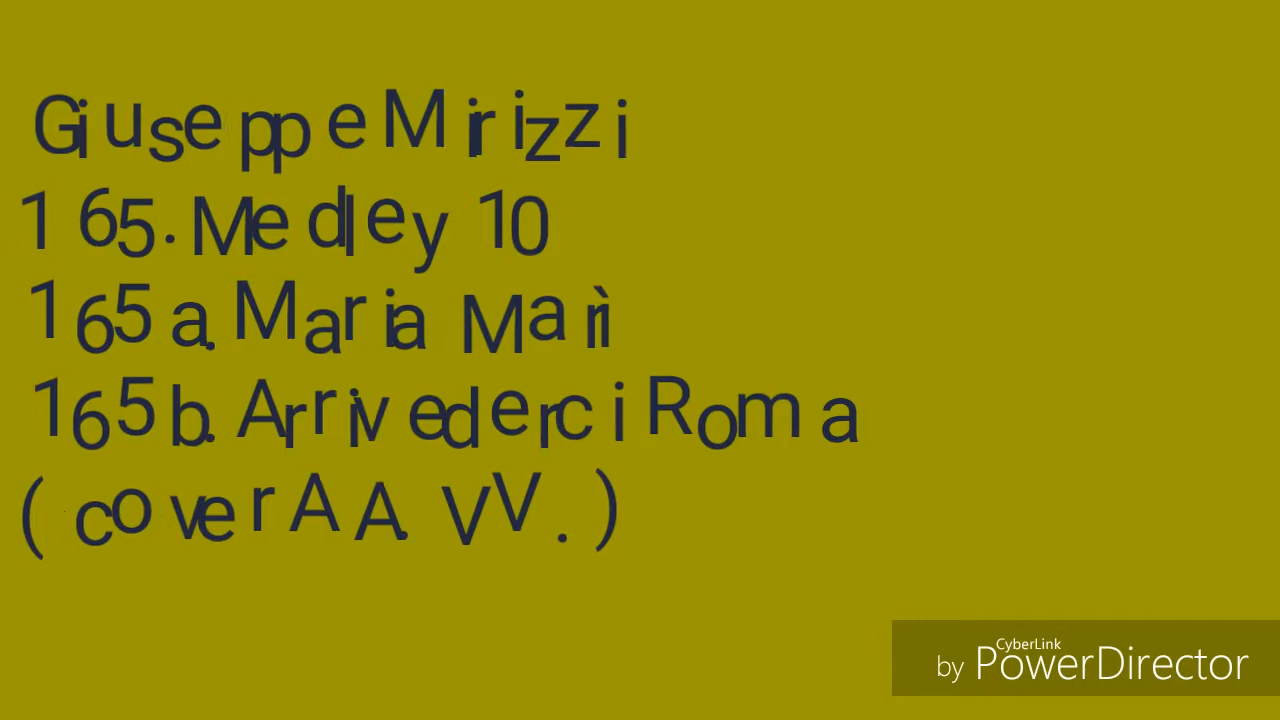 Giuseppe Mirizzi
165. Medley 10
165a. Maria Marì
165b. Arrivederci Roma
(cover AA. VV.)
by CyberLink PowerDirector